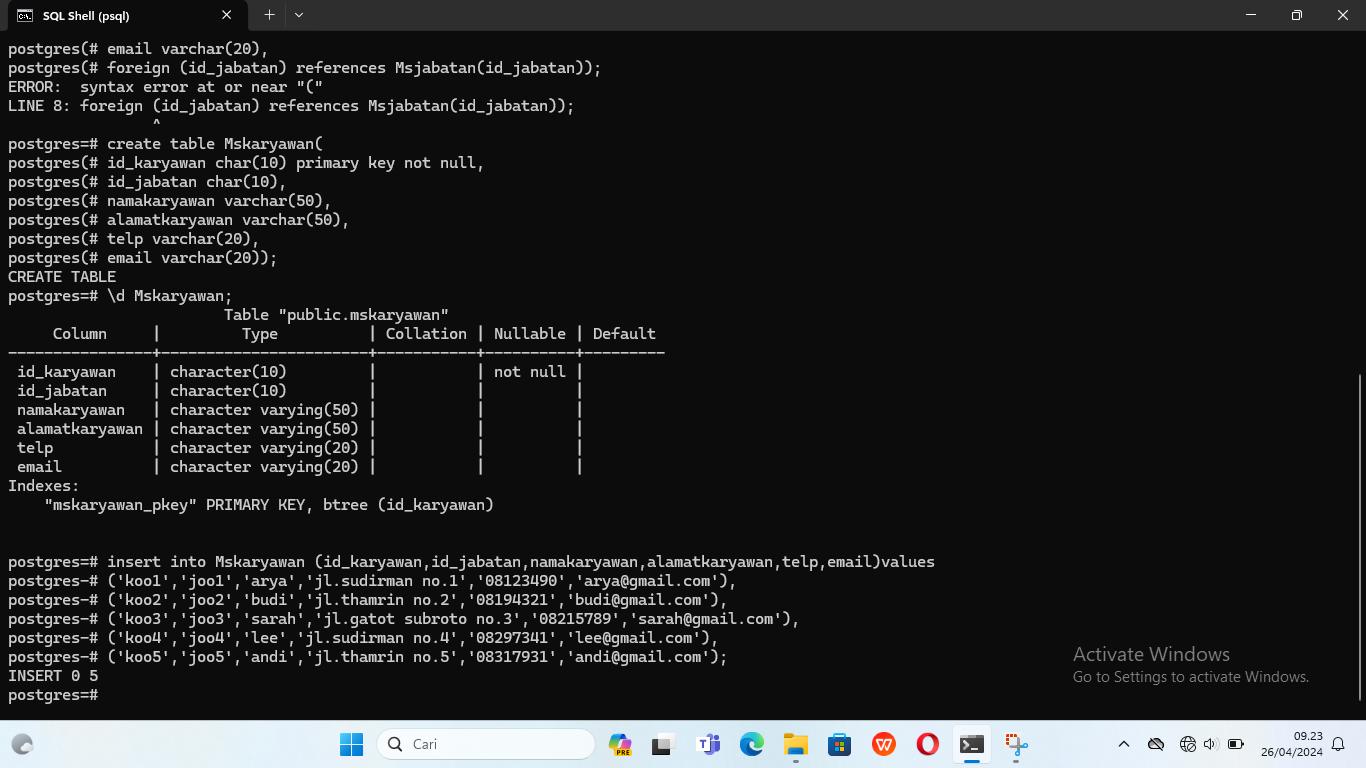 SQL Shell (psql)
postgres(# email varchar(20),
postgres(# foreign (id_jabatan) references Msjabatan(id_jabatan));
ERROR:  syntax error at or near "("
LINE 8: foreign (id_jabatan) references Msjabatan(id_jabatan));
^
postgres=# create table Mskaryawan(
postgres(# id_karyawan char(10) primary key not null,
postgres(# id_jabatan char(10),
postgres(# namakaryawan varchar(50),
postgres(# alamatkaryawan varchar(50),
postgres(# telp varchar(20),
postgres(# email varchar(20));
CREATE TABLE
postgres=# \d Mskaryawan;
Table "public.mskaryawan"
Column | Type | Collation | Nullable | Default
----------------+-----------------------+-----------+----------+---------
id_karyawan | character(10) | | not null |
id_jabatan | character(10) | | |
namakaryawan | character varying(50) | | |
alamatkaryawan | character varying(50) | | |
telp | character varying(20) | | |
email | character varying(20) | | |
Indexes:
"mskaryawan_pkey" PRIMARY KEY, btree (id_karyawan)
postgres=# insert into Mskaryawan (id_karyawan,id_jabatan,namakaryawan,alamatkaryawan,telp,email)values
postgres-# ('koo1','joo1','arya','jl.sudirman no.1','08123490','arya@gmail.com'),
postgres-# ('koo2','joo2','budi','jl.thamrin no.2','08194321','budi@gmail.com'),
postgres-# ('koo3','joo3','sarah','jl.gatot subroto no.3','08215789','sarah@gmail.com'),
postgres-# ('koo4','joo4','lee','jl.sudirman no.4','08297341','lee@gmail.com'),
postgres-# ('koo5','joo5','andi','jl.thamrin no.5','08317931','andi@gmail.com');
INSERT 0 5
postgres=#
Activate Windows
Go to Settings to activate Windows.
Cari
PRE
09.23
26/04/2024